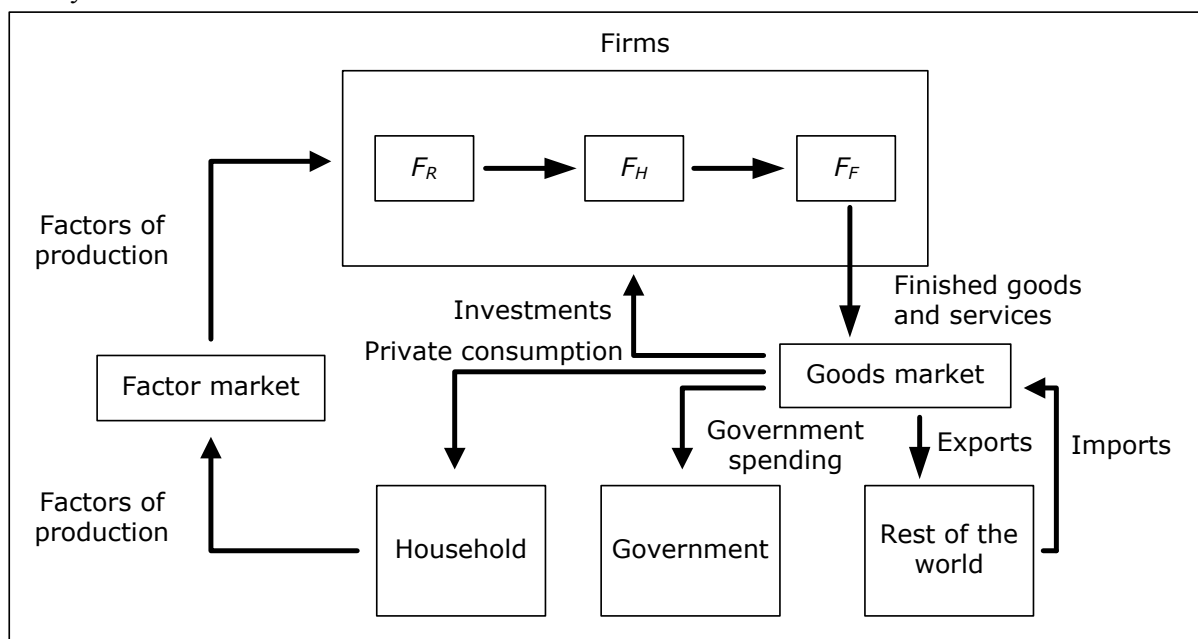 Firms
F_R
F_H
F_F
Factors of
production
Finished goods
and services
Investments
Private consumption
Factor market
Goods market
Government
spending
Exports
Imports
Factors of
production
Household
Government
Rest of the
world